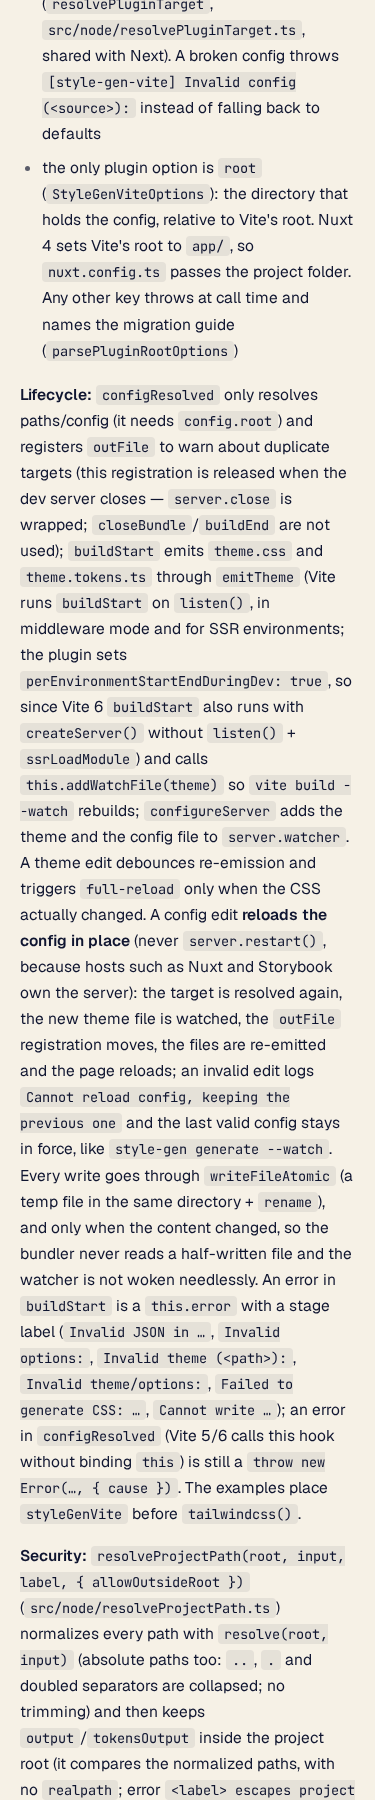 ( resolvePluginTarget ,
src/node/resolvePluginTarget.ts ,
shared with Next). A broken config throws
[style-gen-vite] Invalid config
(<source>): instead of falling back to
defaults
• the only plugin option is root
( StyleGenViteOptions ): the directory that
holds the config, relative to Vite's root. Nuxt
4 sets Vite's root to app/ , so
nuxt.config.ts passes the project folder.
Any other key throws at call time and
names the migration guide
( parsePluginRootOptions )
Lifecycle: configResolved only resolves
paths/config (it needs config.root ) and
registers outFile to warn about duplicate
targets (this registration is released when the
dev server closes — server.close is
wrapped; closeBundle / buildEnd are not
used); buildStart emits theme.css and
theme.tokens.ts through emitTheme (Vite
runs buildStart on listen() , in
middleware mode and for SSR environments;
the plugin sets
perEnvironmentStartEndDuringDev: true , so
since Vite 6 buildStart also runs with
createServer() without listen() +
ssrLoadModule ) and calls
this.addWatchFile(theme) so vite build -
-watch rebuilds; configureServer adds the
theme and the config file to server.watcher .
A theme edit debounces re-emission and
triggers full-reload only when the CSS
actually changed. A config edit reloads the
config in place (never server.restart() ,
because hosts such as Nuxt and Storybook
own the server): the target is resolved again,
the new theme file is watched, the outFile
registration moves, the files are re-emitted
and the page reloads; an invalid edit logs
Cannot reload config, keeping the
previous one and the last valid config stays
in force, like style-gen generate --watch .
Every write goes through writeFileAtomic (a
temp file in the same directory + rename ),
and only when the content changed, so the
bundler never reads a half-written file and the
watcher is not woken needlessly. An error in
buildStart is a this.error with a stage
label ( Invalid JSON in … , Invalid
options: , Invalid theme (<path>): ,
Invalid theme/options: , Failed to
generate CSS: … , Cannot write … ); an error
in configResolved (Vite 5/6 calls this hook
without binding this ) is still a throw new
Error(…, { cause }) . The examples place
styleGenVite before tailwindcss() .
Security: resolveProjectPath(root, input,
label, { allowOutsideRoot })
( src/node/resolveProjectPath.ts )
normalizes every path with resolve(root,
input) (absolute paths too: .. , . and
doubled separators are collapsed; no
trimming) and then keeps
output / tokensOutput inside the project
root (it compares the normalized paths, with
no realpath ; error <label> escapes project